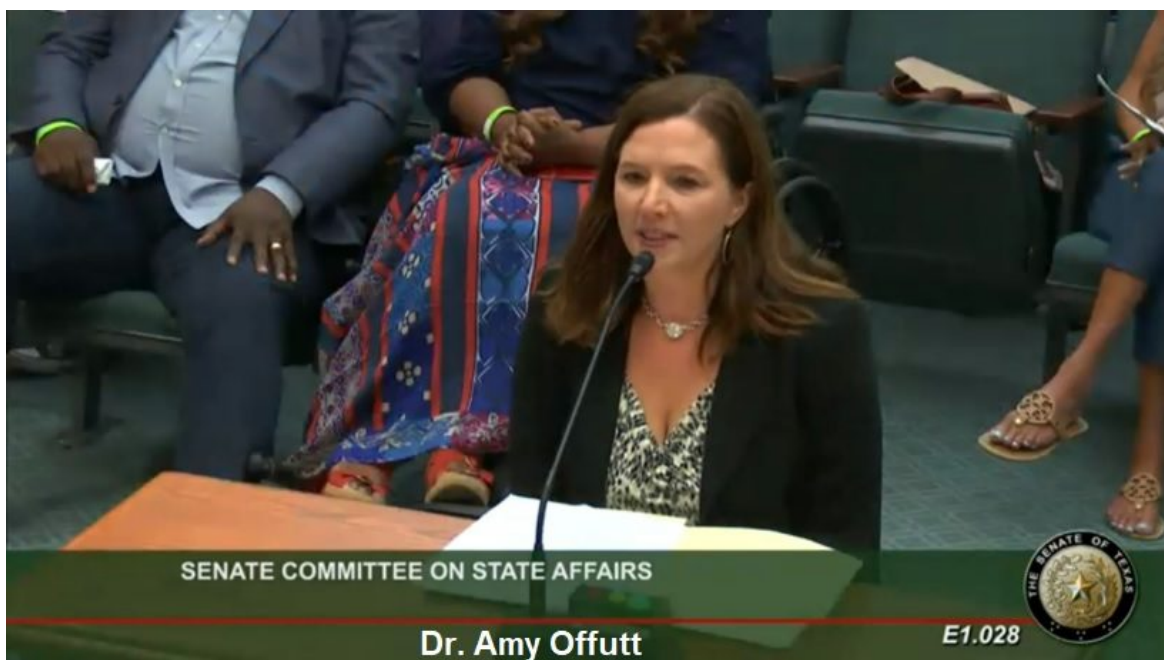 SENATE COMMITTEE ON STATE AFFAIRS
THE SENATE OF TEXAS
E1.028
Dr. Amy Offutt